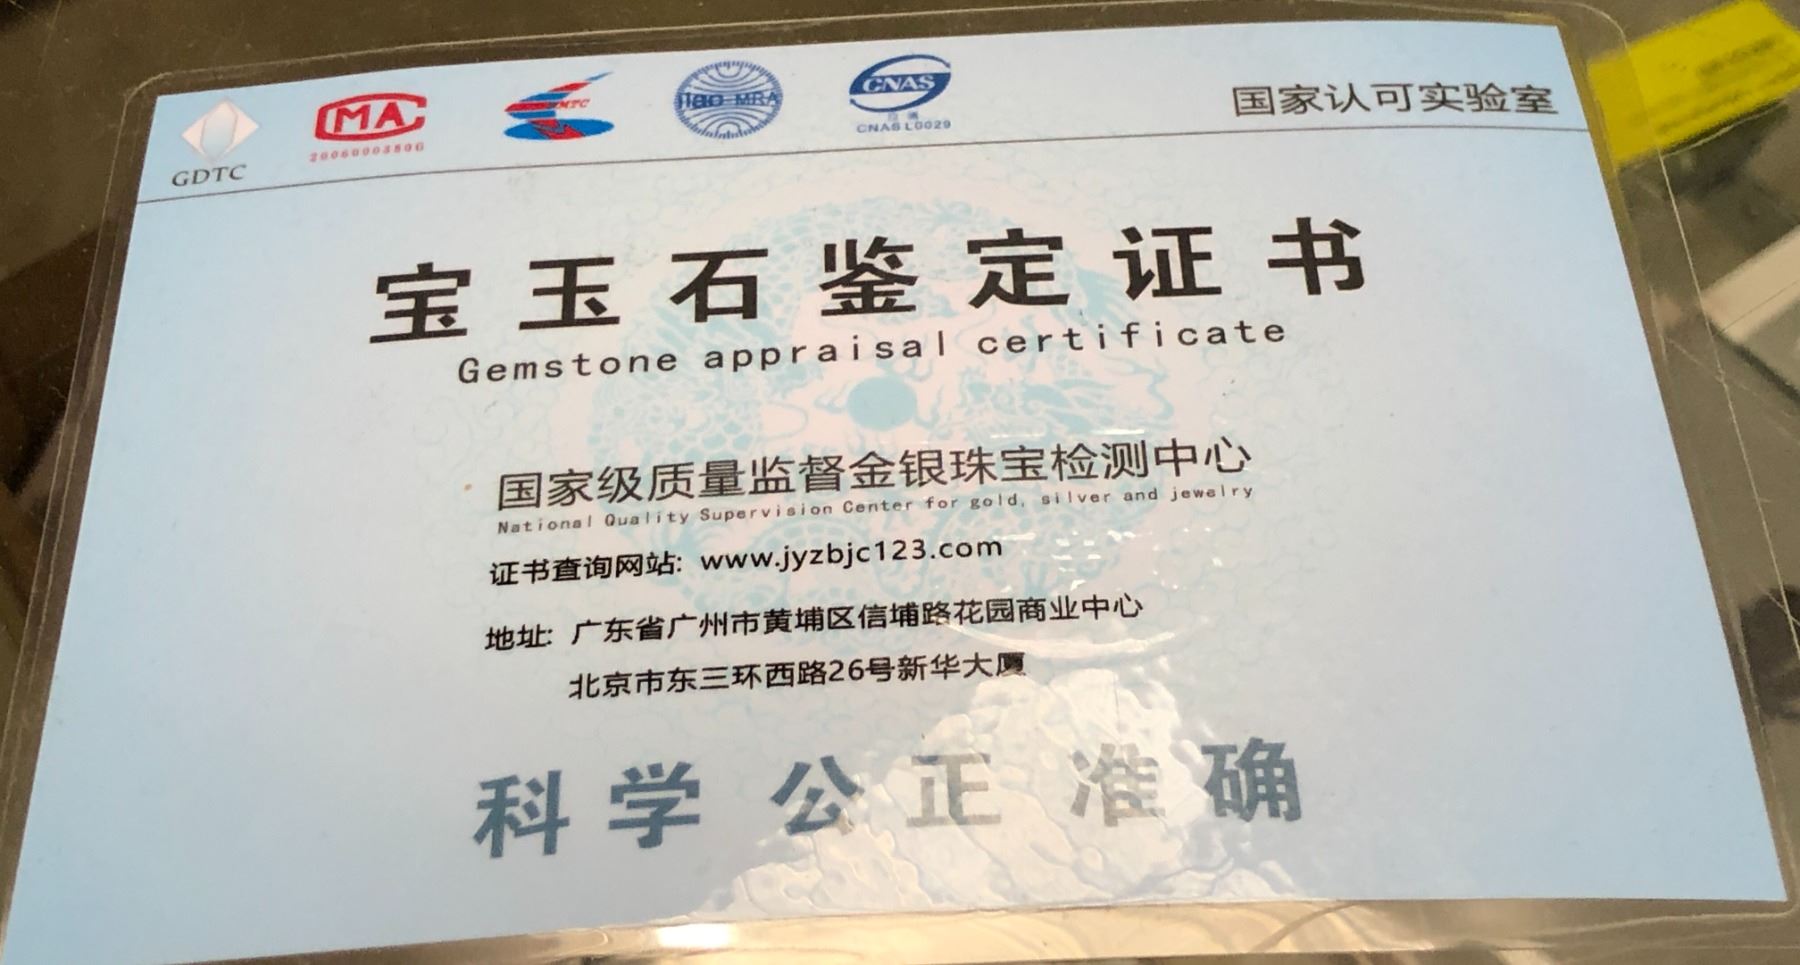 GDTC
MA
20060000380G
MTC
ilac-MRA
CNAS
CNAS L0029
国家认可实验室
宝玉石鉴定证书
Gemstone appraisal certificate
国家级质量监督金银珠宝检测中心
National Quality Supervision Center for gold, silver and jewelry
证书查询网站: www.jyzbjc123.com
地址: 广东省广州市黄埔区信埔路花园商业中心
北京市东三环西路26号新华大厦
科学 公正 准确